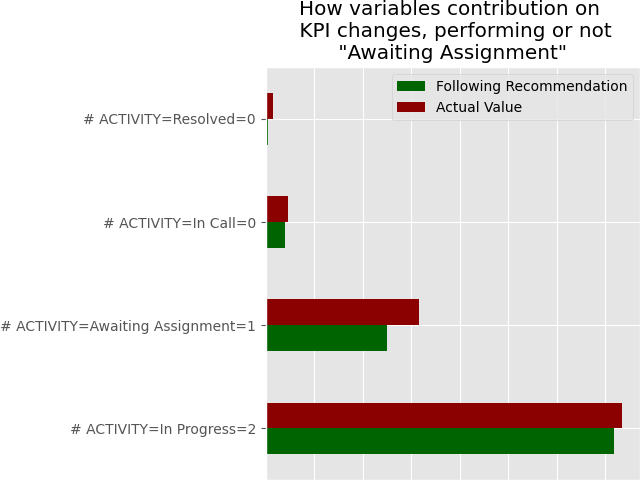 How variables contribution on
KPI changes, performing or not
"Awaiting Assignment"
Following Recommendation
Actual Value
# ACTIVITY=Resolved=0
# ACTIVITY=In Call=0
# ACTIVITY=Awaiting Assignment=1
# ACTIVITY=In Progress=2